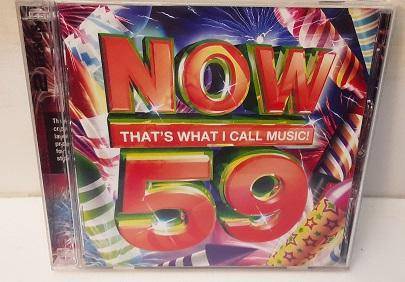 NOW
THAT'S WHAT I CALL MUSIC!
59